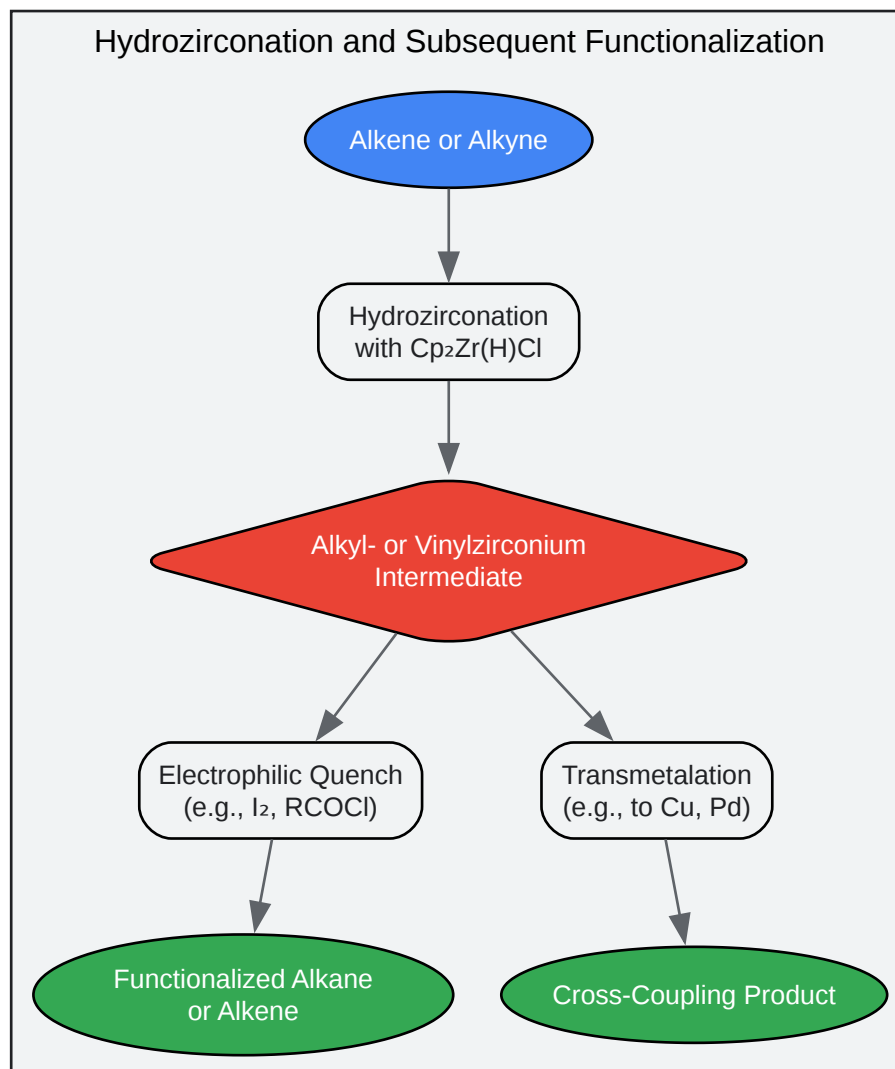 Hydrozirconation and Subsequent Functionalization
Alkene or Alkyne
Hydrozirconation
with Cp₂Zr(H)Cl
Alkyl- or Vinylzirconium
Intermediate
Electrophilic Quench
(e.g., I₂, RCOCl)
Transmetalation
(e.g., to Cu, Pd)
Functionalized Alkane
or Alkene
Cross-Coupling Product